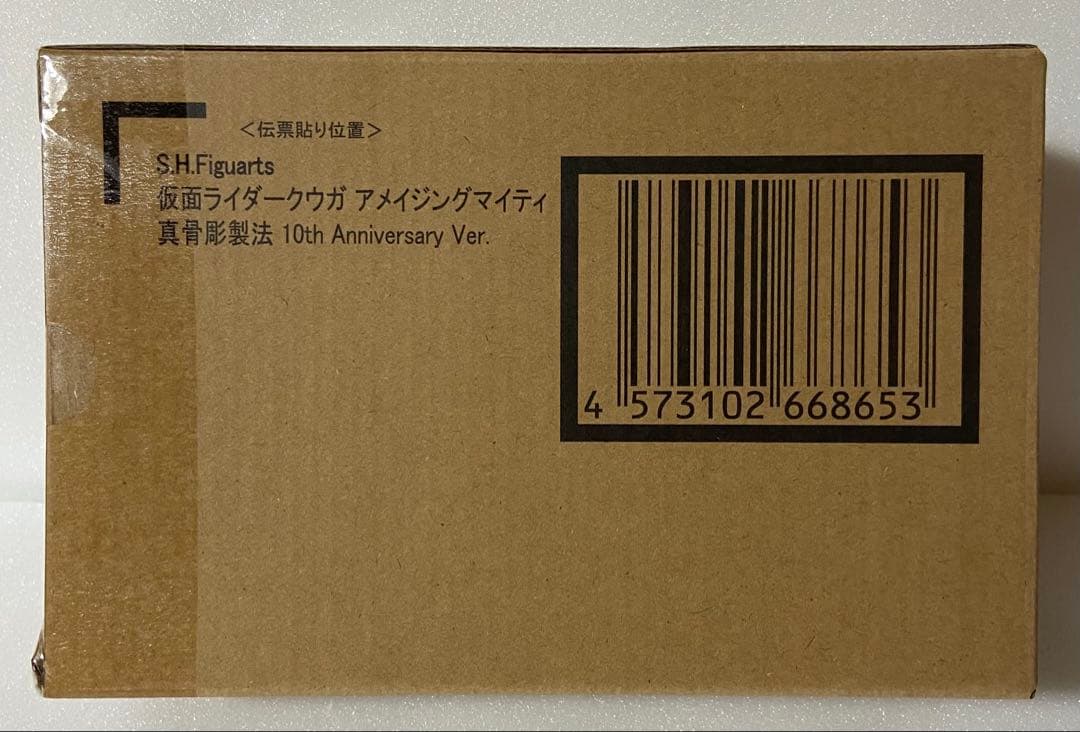 ＜伝票貼り位置＞
S.H.Figuarts
仮面ライダークウガ アメイジングマイティ
真骨彫製法 10th Anniversary Ver.
4 573102 668653